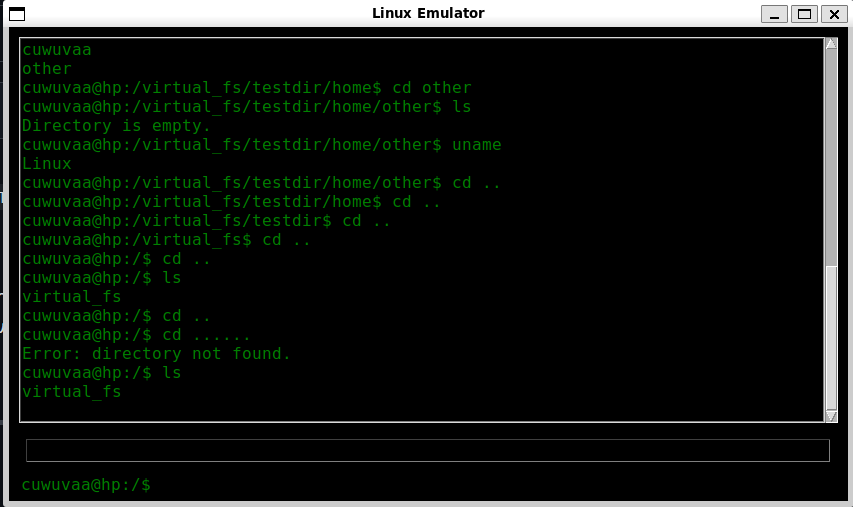 Linux Emulator
cuwuvaa
other
cuwuvaa@hp:/virtual_fs/testdir/home$ cd other
cuwuvaa@hp:/virtual_fs/testdir/home/other$ ls
Directory is empty.
cuwuvaa@hp:/virtual_fs/testdir/home/other$ uname
Linux
cuwuvaa@hp:/virtual_fs/testdir/home/other$ cd ..
cuwuvaa@hp:/virtual_fs/testdir/home$ cd ..
cuwuvaa@hp:/virtual_fs/testdir$ cd ..
cuwuvaa@hp:/virtual_fs$ cd ..
cuwuvaa@hp:/$ cd ..
cuwuvaa@hp:/$ ls
virtual_fs
cuwuvaa@hp:/$ cd ..
cuwuvaa@hp:/$ cd ......
Error: directory not found.
cuwuvaa@hp:/$ ls
virtual_fs
cuwuvaa@hp:/$